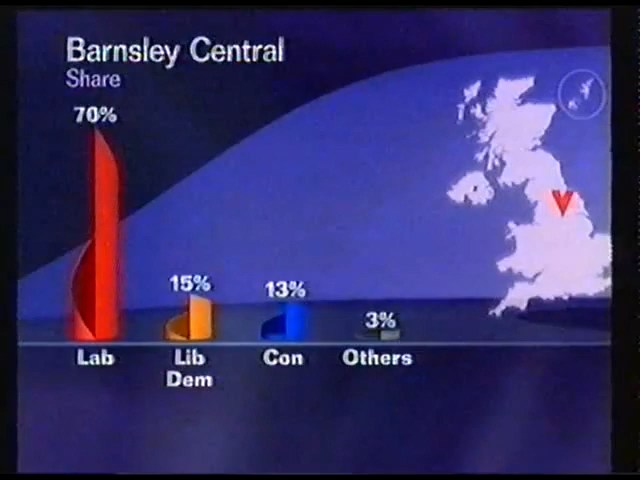 Barnsley Central
Share
70%
15%
13%
3%
Lab
Lib
Dem
Con
Others